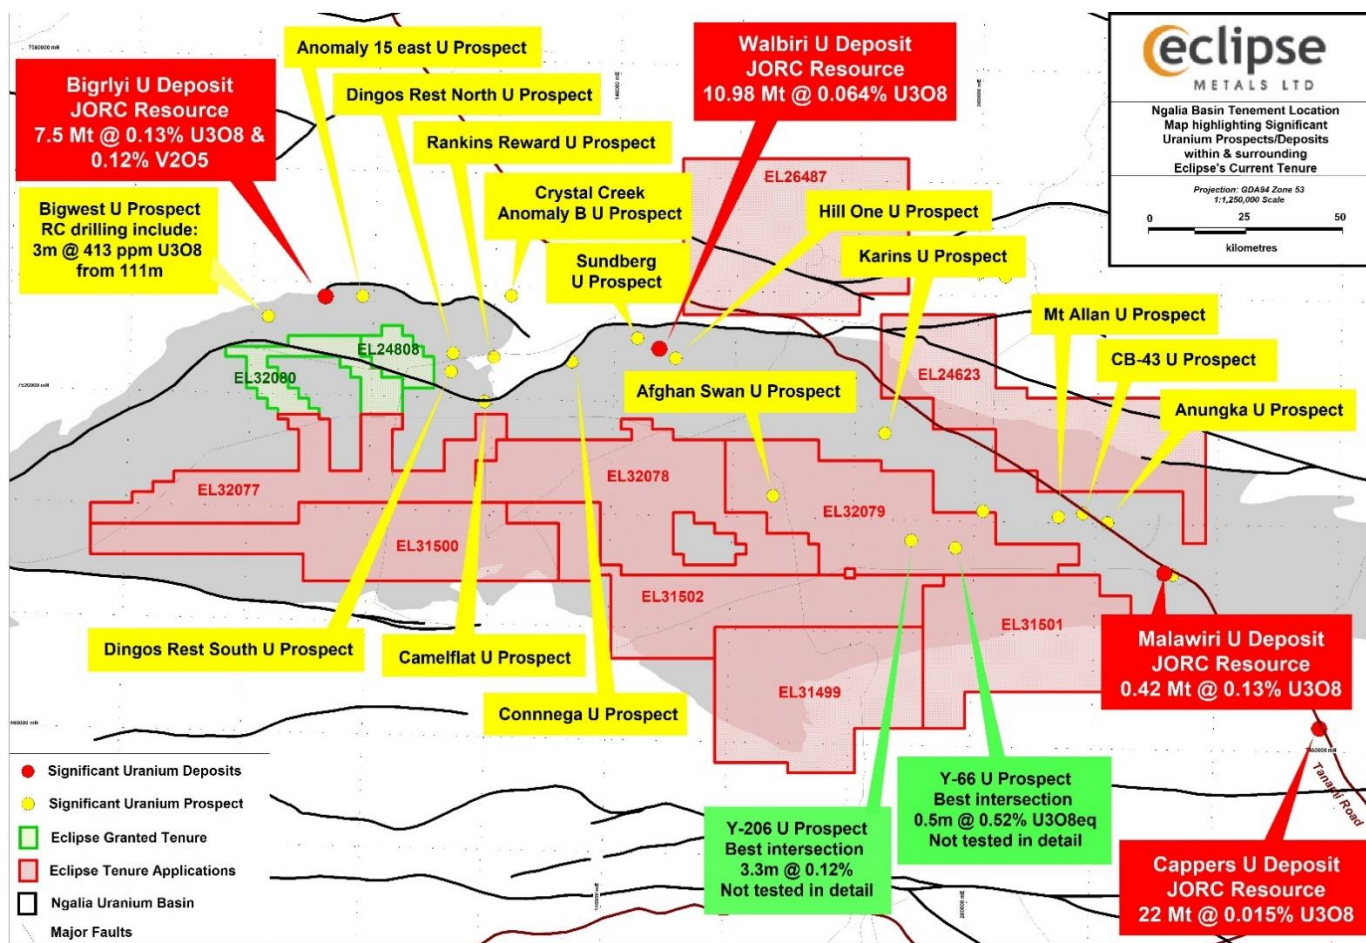 eclipse
METALS LTD
Ngalia Basin Tenement Location
Map highlighting Significant
Uranium Prospects/Deposits
within & surrounding
Eclipse's Current Tenure
Projection: GDA94 Zone 53
1:1,250,000 Scale
0 25 50
kilometres
Anomaly 15 east U Prospect
Bigrlyi U Deposit
JORC Resource
7.5 Mt @ 0.13% U3O8 &
0.12% V2O5
Dingos Rest North U Prospect
Rankins Reward U Prospect
Walbiri U Deposit
JORC Resource
10.98 Mt @ 0.064% U3O8
Bigwest U Prospect
RC drilling include:
3m @ 413 ppm U3O8
from 111m
Crystal Creek
Anomaly B U Prospect
Sundberg
U Prospect
EL26487
Hill One U Prospect
Karins U Prospect
Mt Allan U Prospect
CB-43 U Prospect
Anungka U Prospect
Afghan Swan U Prospect
EL24808
EL32080
EL24623
EL32077
EL32078
EL32079
EL31500
EL31502
EL31501
EL31499
Dingos Rest South U Prospect
Camelflat U Prospect
Connnega U Prospect
Malawiri U Deposit
JORC Resource
0.42 Mt @ 0.13% U3O8
Y-206 U Prospect
Best intersection
3.3m @ 0.12%
Not tested in detail
Y-66 U Prospect
Best intersection
0.5m @ 0.52% U3O8eq
Not tested in detail
Tanami Road
Cappers U Deposit
JORC Resource
22 Mt @ 0.015% U3O8
Significant Uranium Deposits
Significant Uranium Prospect
Eclipse Granted Tenure
Eclipse Tenure Applications
Ngalia Uranium Basin
Major Faults